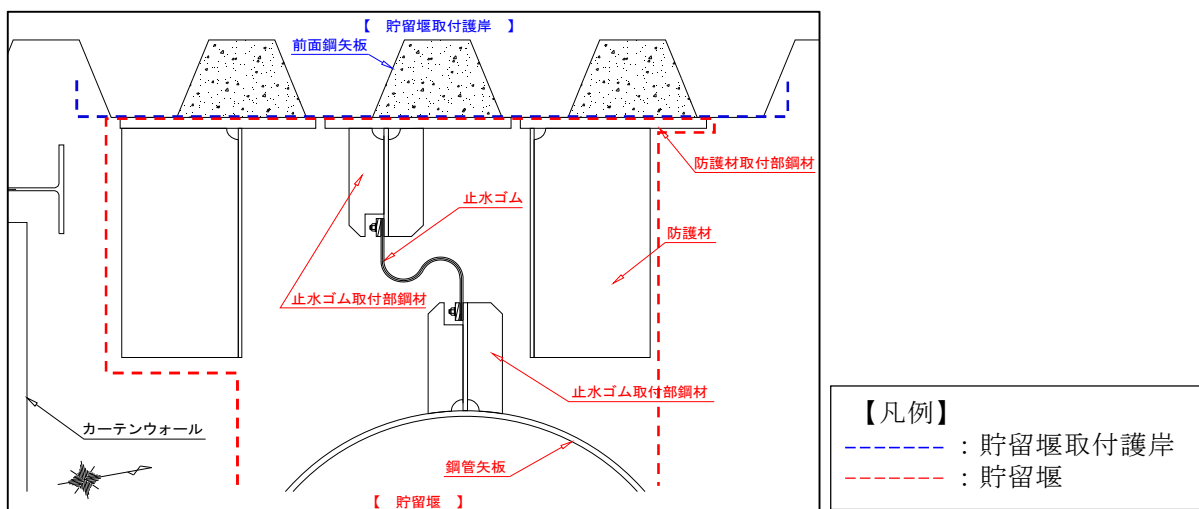 【 貯留堰取付護岸 】
前面鋼矢板
防護材取付部鋼材
止水ゴム
防護材
止水ゴム取付部鋼材
止水ゴム取付部鋼材
カーテンウォール
鋼管矢板
【 貯留堰 】
【凡例】
：貯留堰取付護岸
：貯留堰